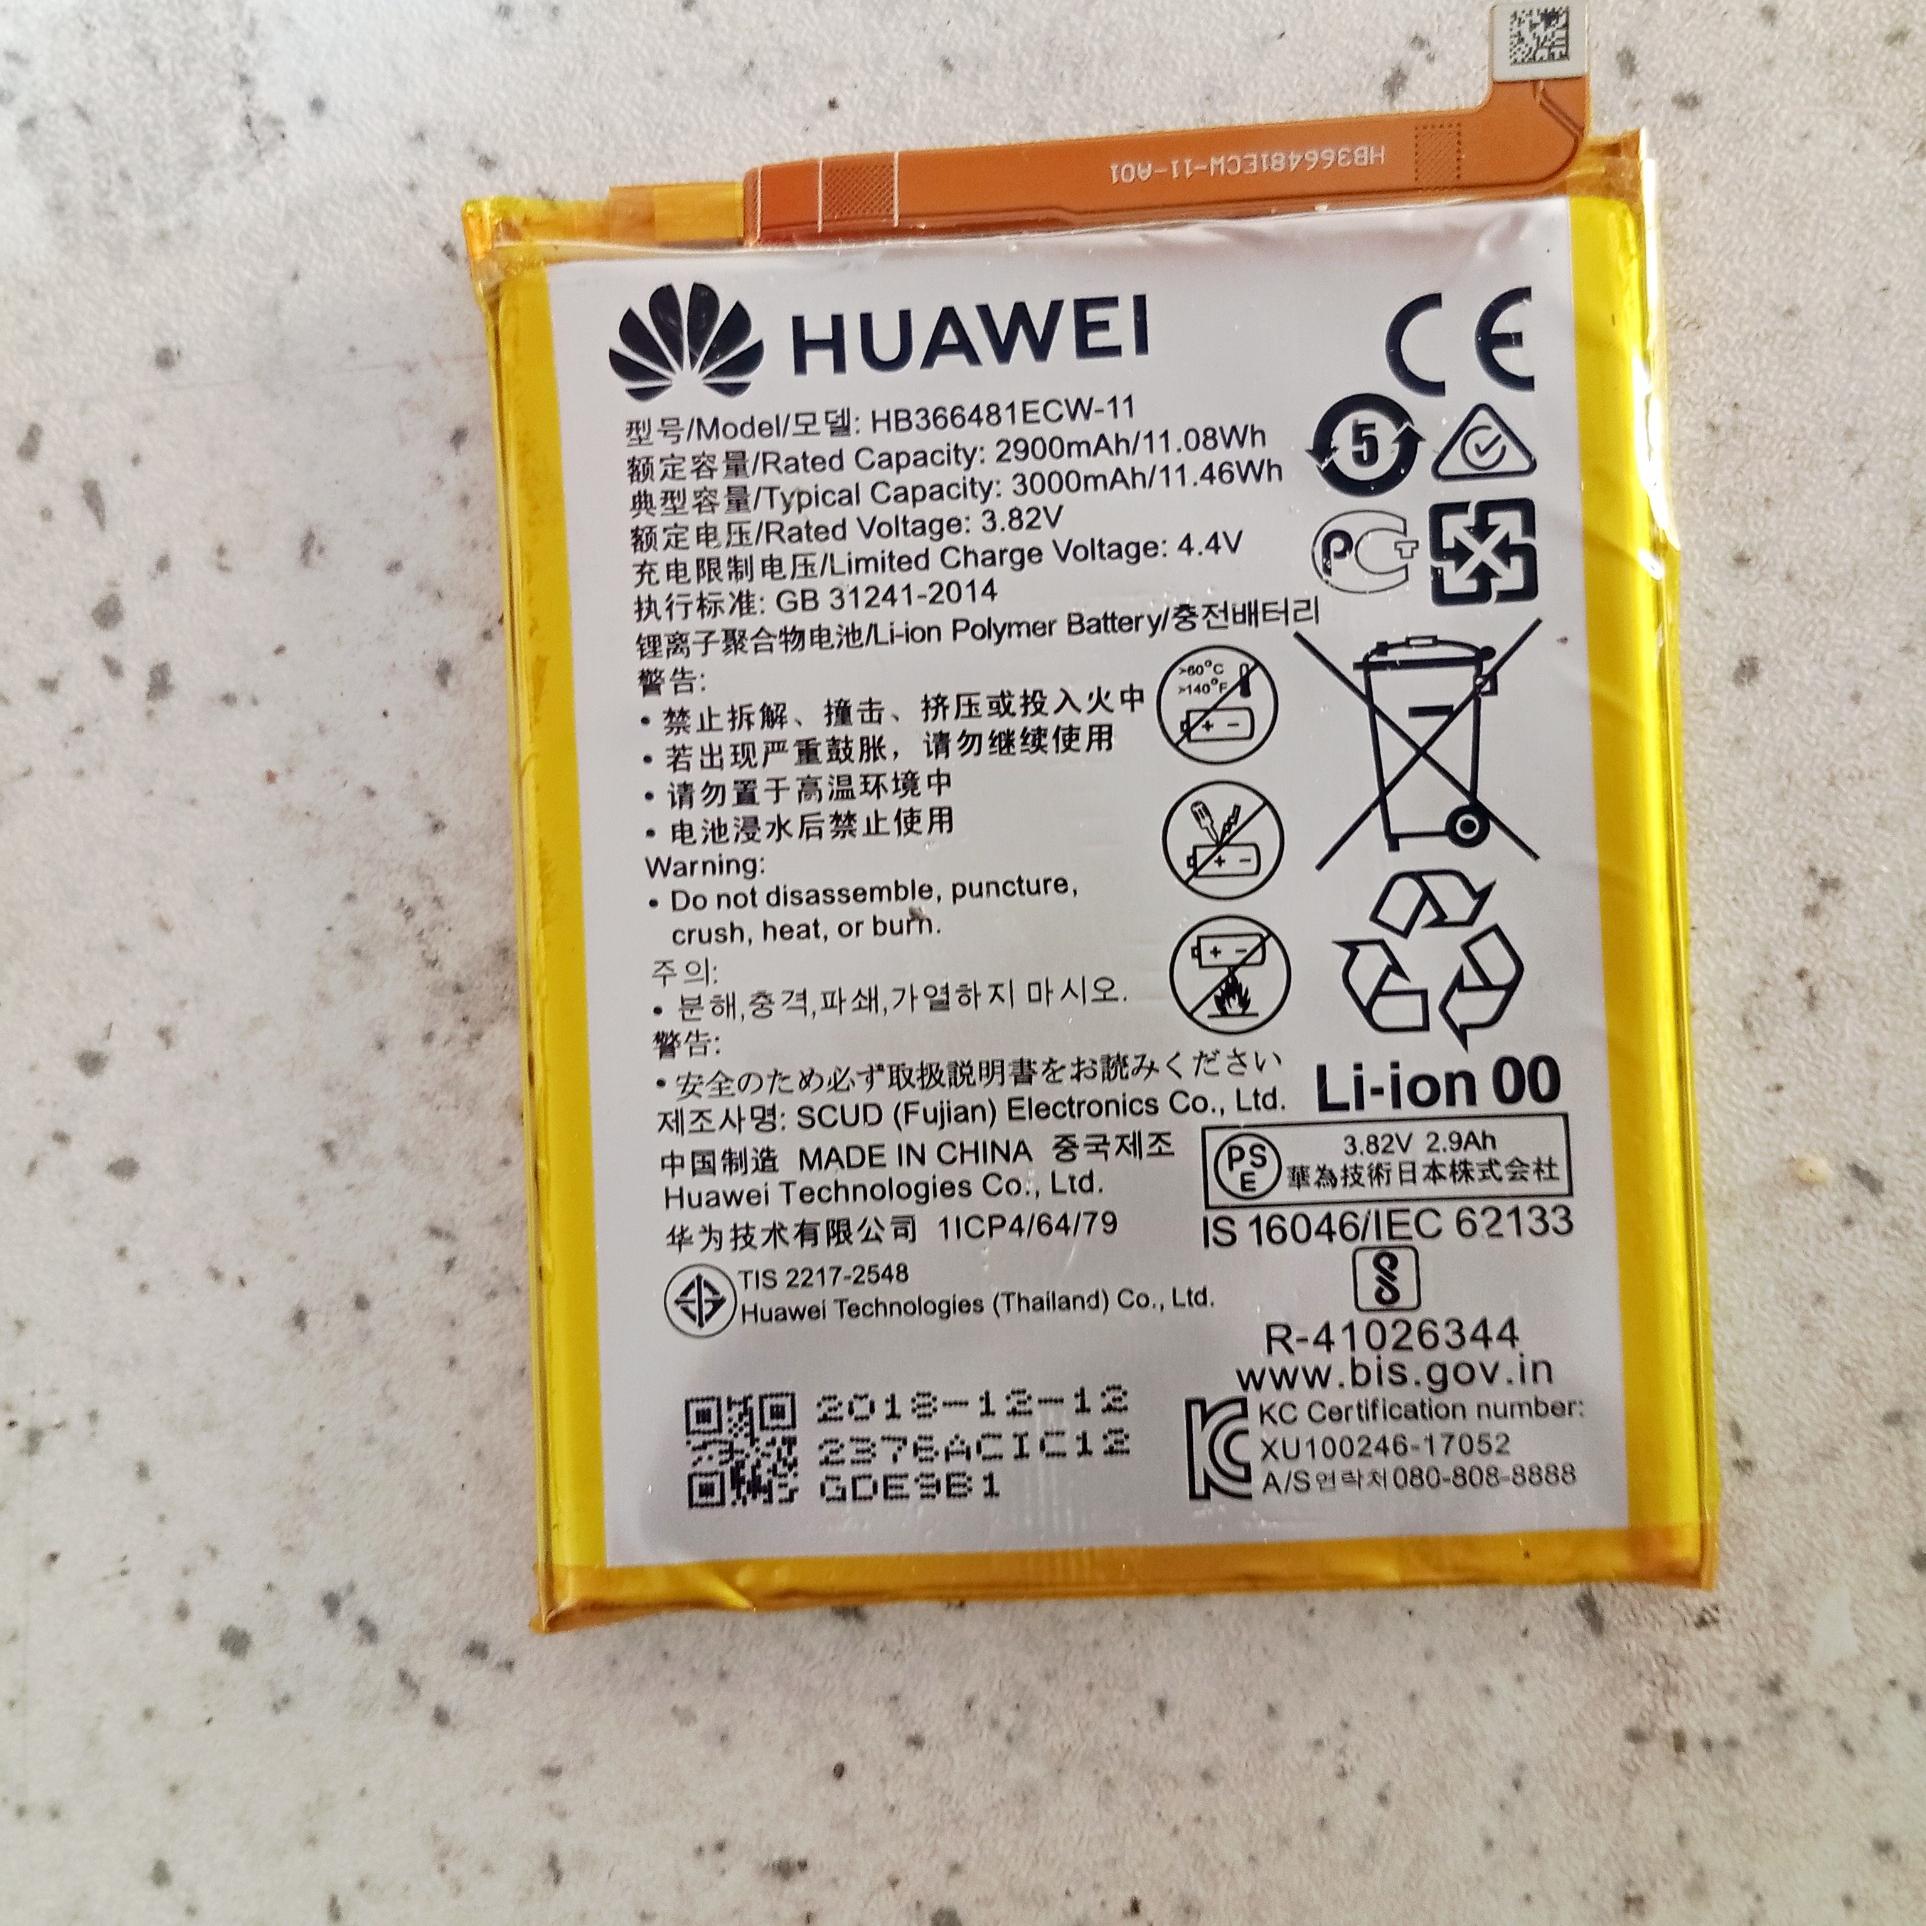 HB366481ECW-11-A01
HUAWEI
CE
型号/Model/모델: HB366481ECW-11
额定容量/Rated Capacity: 2900mAh/11.08Wh
典型容量/Typical Capacity: 3000mAh/11.46Wh
额定电压/Rated Voltage: 3.82V
充电限制电压/Limited Charge Voltage: 4.4V
执行标准: GB 31241-2014
锂离子聚合物电池/Li-ion Polymer Battery/충전배터리
5
PCT
警告:
• 禁止拆解、撞击、挤压或投入火中
• 若出现严重鼓胀，请勿继续使用
• 请勿置于高温环境中
• 电池浸水后禁止使用
>60°C
>140°F
+ -
+ -
+ -
Warning:
• Do not disassemble, puncture,
crush, heat, or burn.
주의:
• 분해,충격,파쇄,가열하지 마시오.
警告:
• 安全のため必ず取扱説明書をお読みください
제조사명: SCUD (Fujian) Electronics Co., Ltd.
中国制造 MADE IN CHINA 중국제조
Huawei Technologies Co., Ltd.
华为技术有限公司 1ICP4/64/79
TIS 2217-2548
Huawei Technologies (Thailand) Co., Ltd.
Li-ion 00
PS
E
3.82V 2.9Ah
華為技術日本株式会社
IS 16046/IEC 62133
R-41026344
www.bis.gov.in
KC Certification number:
XU100246-17052
A/S연락처080-808-8888
2018-12-12
2376ACIC12
GDE9B1